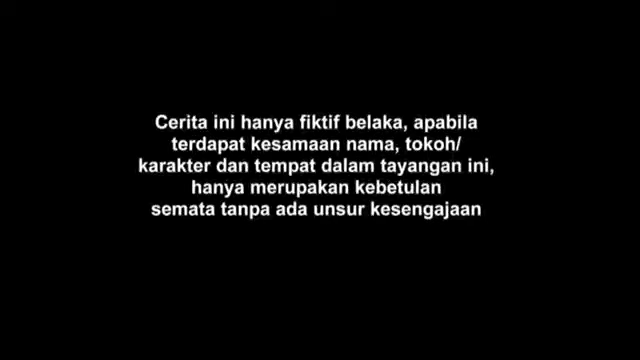 Cerita ini hanya fiktif belaka, apabila
terdapat kesamaan nama, tokoh/
karakter dan tempat dalam tayangan ini,
hanya merupakan kebetulan
semata tanpa ada unsur kesengajaan